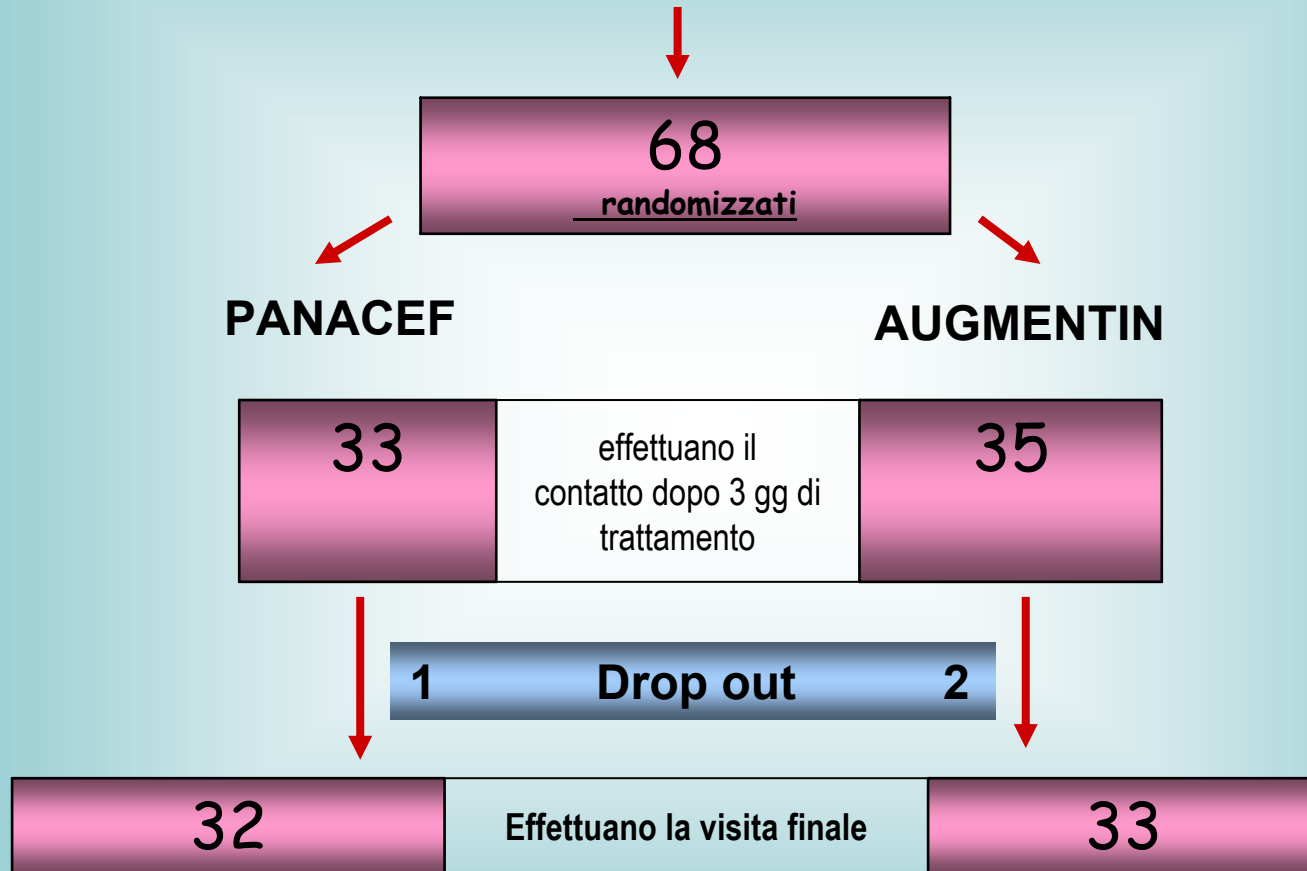 68
randomizzati
PANACEF
AUGMENTIN
33
effettuano il
contatto dopo 3 gg di
trattamento
35
1 Drop out 2
32
Effettuano la visita finale
33